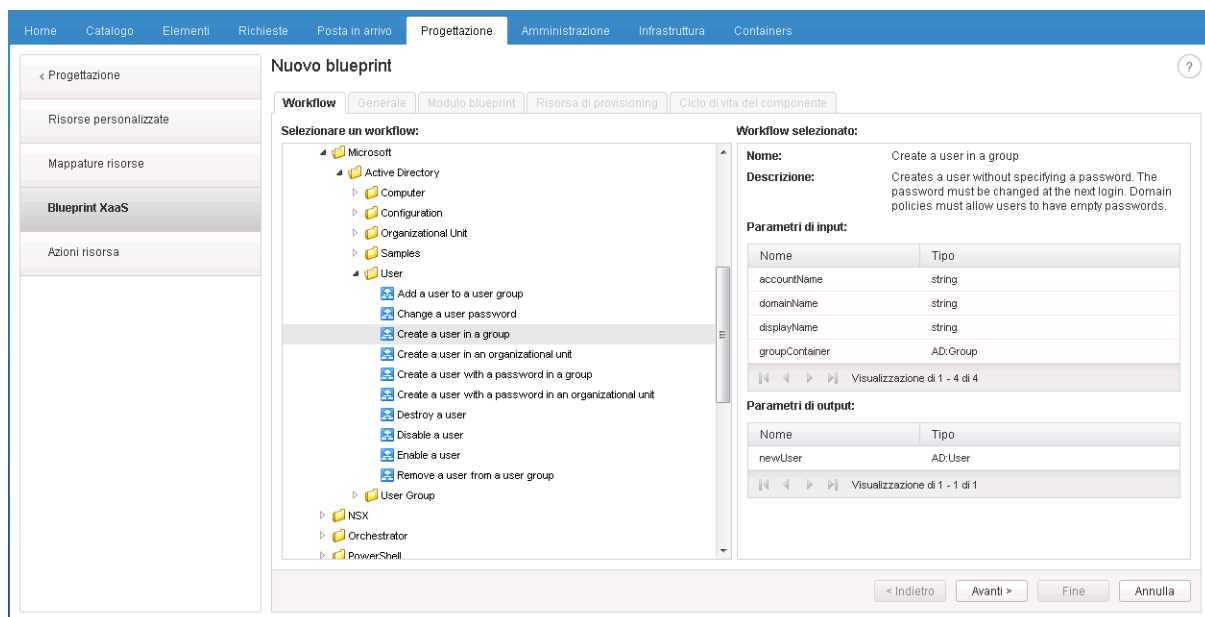 Home Catalogo Elementi Richieste Posta in arrivo Progettazione Amministrazione Infrastruttura Containers
< Progettazione
Risorse personalizzate
Mappature risorse
Blueprint XaaS
Azioni risorsa
Nuovo blueprint
?
Workflow Generale Modulo blueprint Risorsa di provisioning Ciclo di vita del componente
Selezionare un workflow:
Microsoft
Active Directory
Computer
Configuration
Organizational Unit
Samples
User
Add a user to a user group
Change a user password
Create a user in a group
Create a user in an organizational unit
Create a user with a password in a group
Create a user with a password in an organizational unit
Destroy a user
Disable a user
Enable a user
Remove a user from a user group
User Group
NSX
Orchestrator
PowerShell
Workflow selezionato:
Nome: Create a user in a group
Descrizione: Creates a user without specifying a password. The
password must be changed at the next login. Domain
policies must allow users to have empty passwords.
Parametri di input:
Nome Tipo
accountName string
domainName string
displayName string
groupContainer AD:Group
Visualizzazione di 1 - 4 di 4
Parametri di output:
Nome Tipo
newUser AD:User
Visualizzazione di 1 - 1 di 1
< Indietro Avanti > Fine Annulla